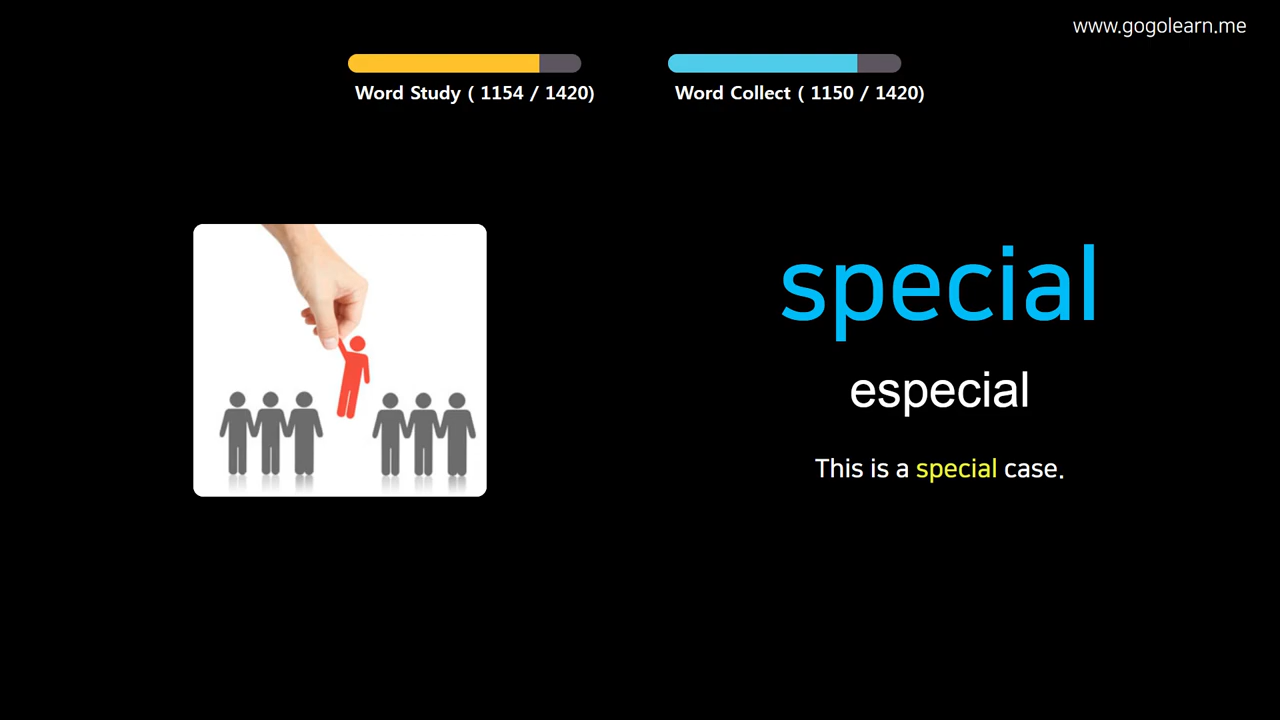 www.gogolearn.me
Word Study ( 1154 / 1420)
Word Collect ( 1150 / 1420)
special
especial
This is a special case.